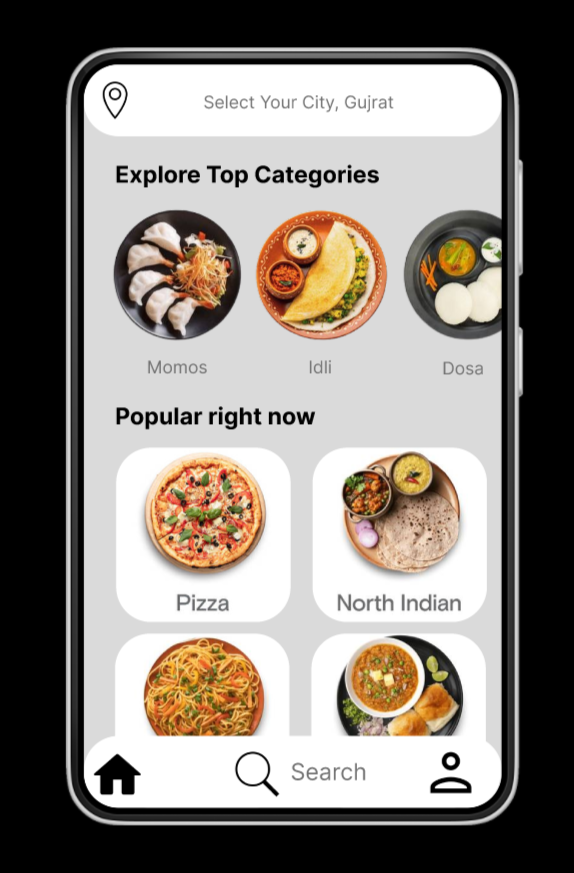 Select Your City, Gujrat
Explore Top Categories
Momos
Idli
Dosa
Popular right now
Pizza
North Indian
Search